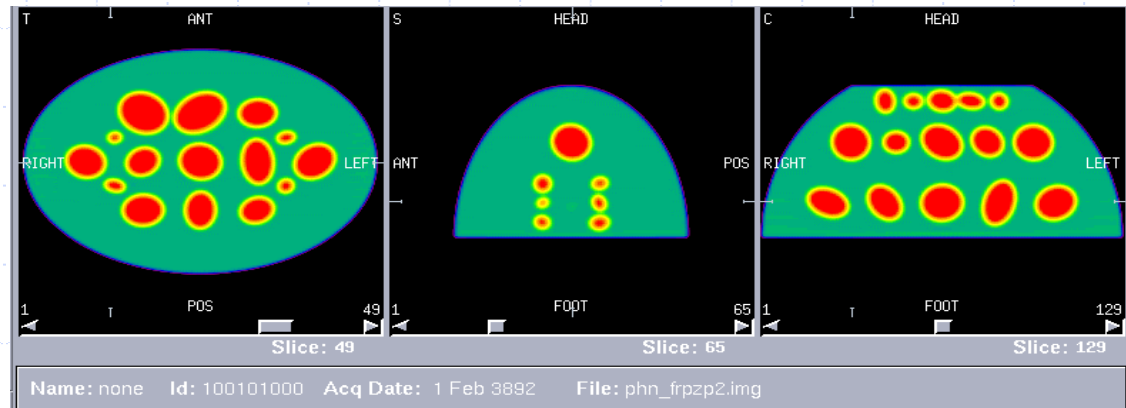 T ANT S HEAD C HEAD
RIGHT LEFT ANT POS RIGHT LEFT
1 POS 49 1 FOOT 65 1 FOOT 129
Slice: 49 Slice: 65 Slice: 129
Name: none Id: 100101000 Acq Date: 1 Feb 3892 File: phn_frpzp2.img